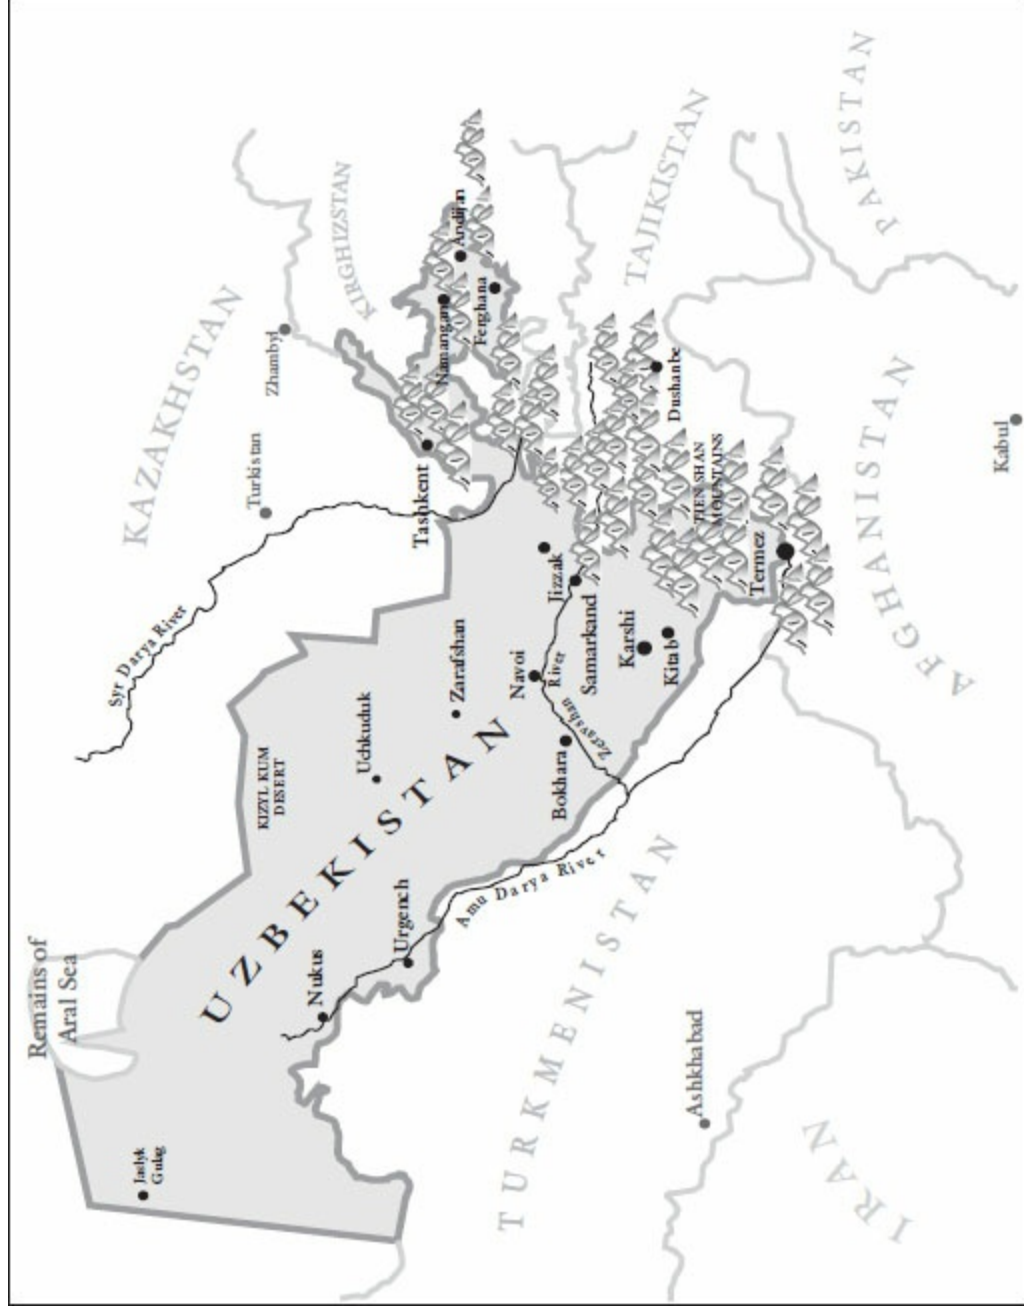 Remains of
Aral Sea
Jaslyk
Gulag
KAZAKHSTAN
Syr Darya River
Turkistan
Zhambyl
KIRGHIZSTAN
KIZYL KUM
DESERT
Uchkuduk
Nukus
UZBEKISTAN
Urgench
Zarafshan
Tashkent
Namangan
Andijan
Ferghana
Amu Darya River
Bokhara
Navoi
Zeravshan
River
Jizzak
Samarkand
Karshi
Kitab
TAJIKISTAN
Dushanbe
TIEN SHAN
MOUNTAINS
Termez
TURKMENISTAN
Ashkhabad
IRAN
AFGHANISTAN
Kabul
PAKISTAN